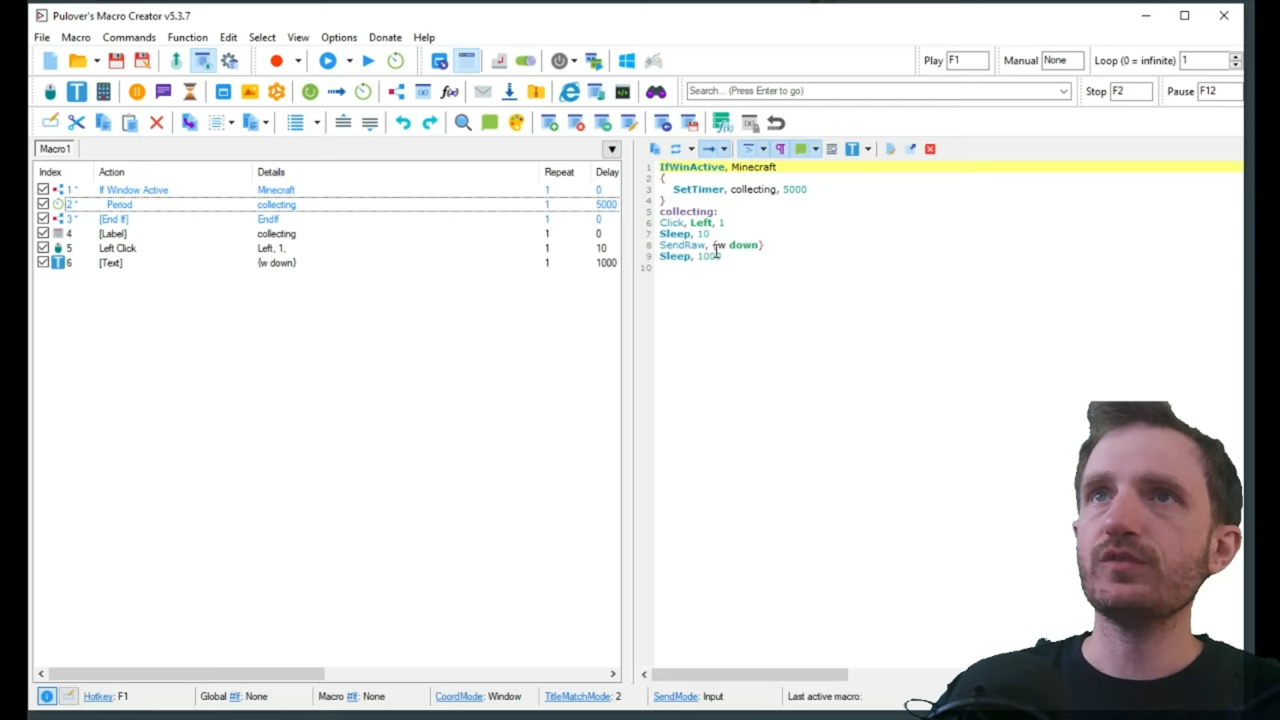 Pulover's Macro Creator v5.3.7
File Macro Commands Function Edit Select View Options Donate Help
Play F1 Manual None Loop (0 = infinite) 1
Search... (Press Enter to go) Stop F2 Pause F12
Macro1
Index Action Details Repeat Delay
1 If Window Active Minecraft 1 0
2 Period collecting 1 5000
3 [End If] EndIf 1 0
4 [Label] collecting 1 0
5 Left Click Left, 1, 1 10
6 [Text] {w down} 1 1000
1 IfWinActive, Minecraft
2 {
3 SetTimer, collecting, 5000
4 }
5 collecting:
6 Click, Left, 1
7 Sleep, 10
8 SendRaw, {w down}
9 Sleep, 1000
10
Hotkey: F1 Global #If: None Macro #If: None CoordMode: Window TitleMatchMode: 2 SendMode: Input Last active macro: